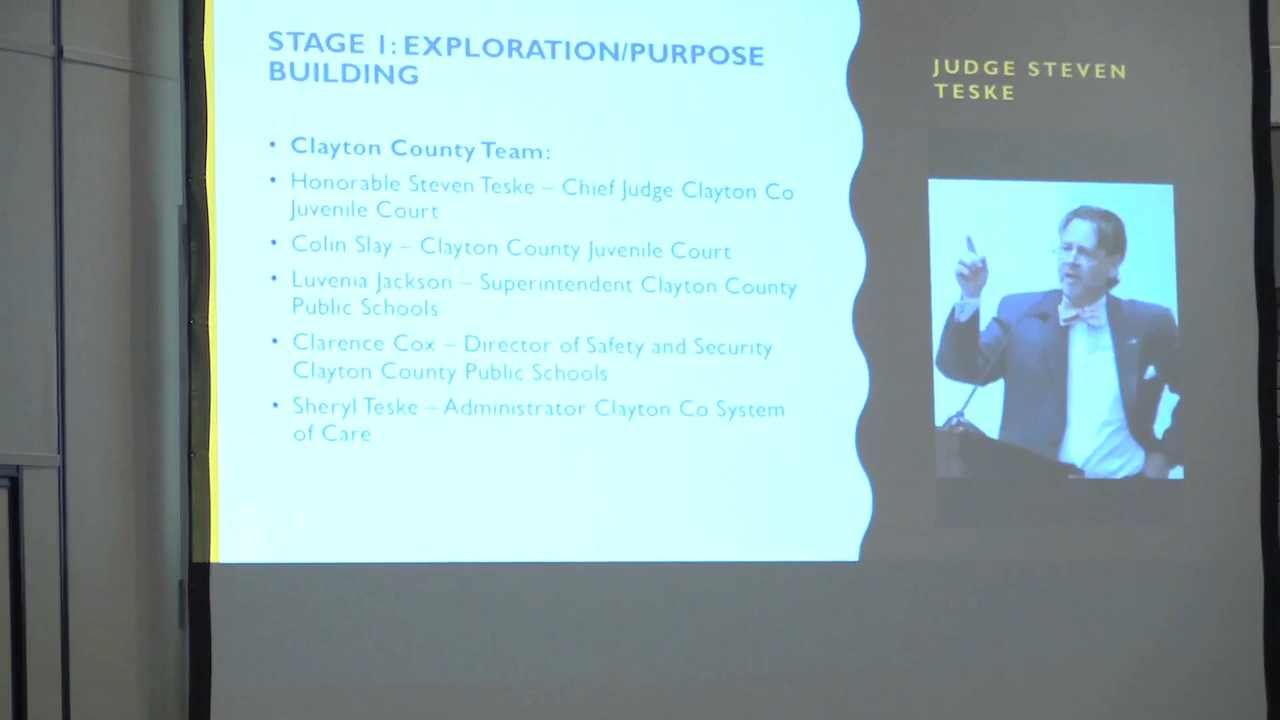 STAGE 1: EXPLORATION/PURPOSE
BUILDING
• Clayton County Team:
• Honorable Steven Teske – Chief Judge Clayton Co
Juvenile Court
• Colin Slay – Clayton County Juvenile Court
• Luvenia Jackson – Superintendent Clayton County
Public Schools
• Clarence Cox – Director of Safety and Security
Clayton County Public Schools
• Sheryl Teske – Administrator Clayton Co System
of Care
JUDGE STEVEN
TESKE